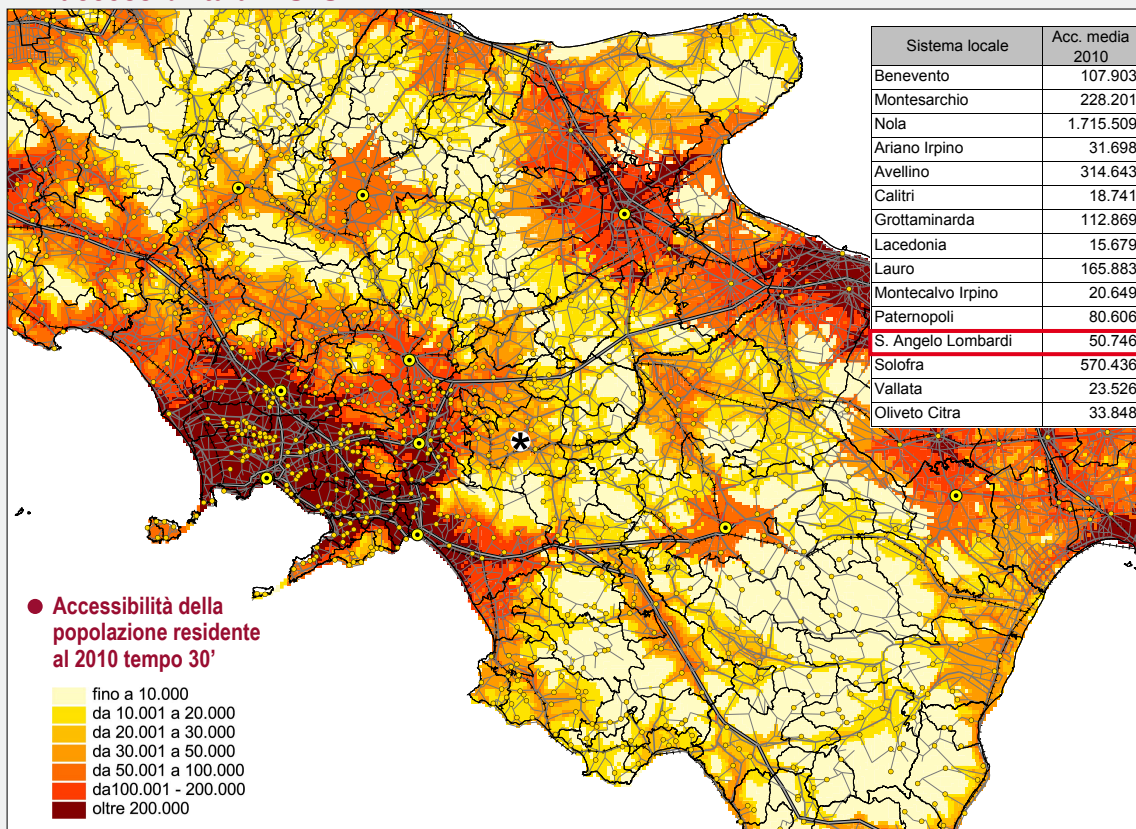 Sistema locale Acc. media 2010
Benevento 107.903
Montesarchio 228.201
Nola 1.715.509
Ariano Irpino 31.698
Avellino 314.643
Calitri 18.741
Grottaminarda 112.869
Lacedonia 15.679
Lauro 165.883
Montecalvo Irpino 20.649
Paternopoli 80.606
S. Angelo Lombardi 50.746
Solofra 570.436
Vallata 23.526
Oliveto Citra 33.848
*
Accessibilità della
popolazione residente
al 2010 tempo 30’
fino a 10.000
da 10.001 a 20.000
da 20.001 a 30.000
da 30.001 a 50.000
da 50.001 a 100.000
da100.001 - 200.000
oltre 200.000